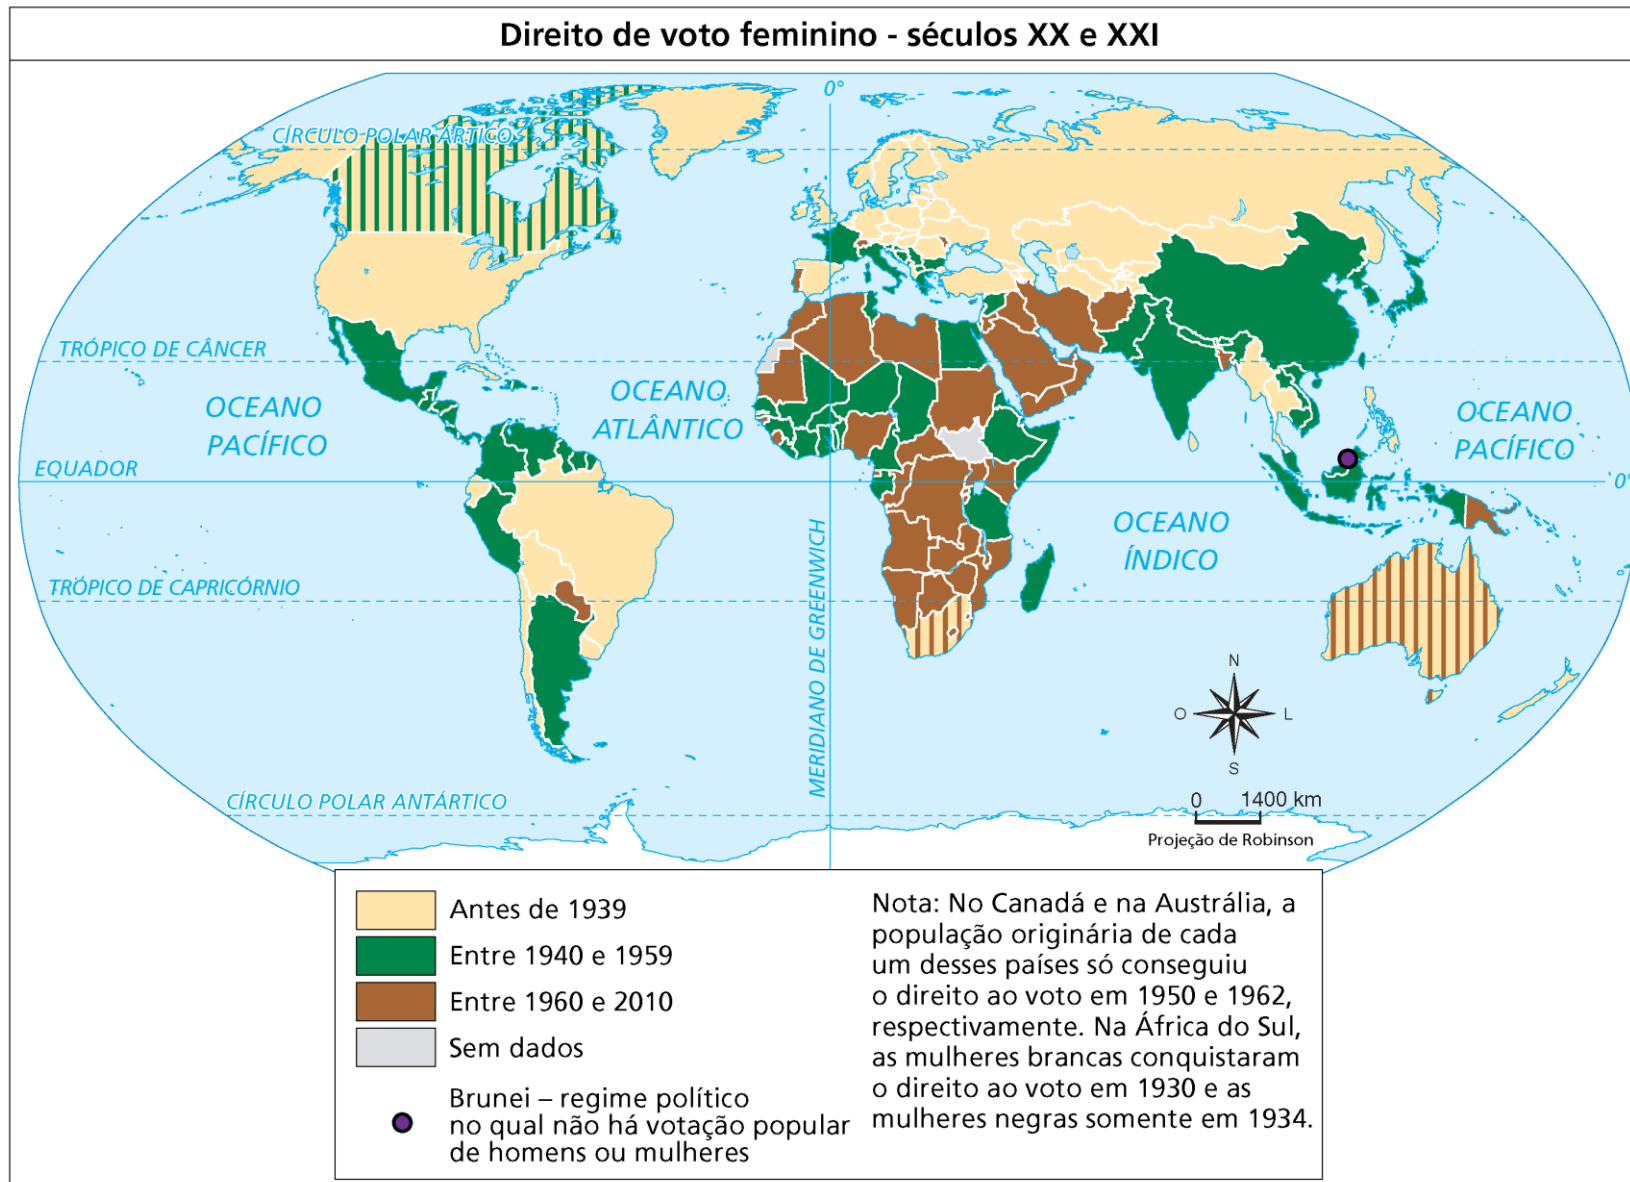 Direito de voto feminino - séculos XX e XXI
0°
CÍRCULO POLAR ÁRTICO
TRÓPICO DE CÂNCER
OCEANO
PACÍFICO
OCEANO
ATLÂNTICO
OCEANO
PACÍFICO
EQUADOR
0°
OCEANO
ÍNDICO
TRÓPICO DE CAPRICÓRNIO
MERIDIANO DE GREENWICH
N
O
L
S
CÍRCULO POLAR ANTÁRTICO
0 1400 km
Projeção de Robinson
Antes de 1939
Entre 1940 e 1959
Entre 1960 e 2010
Sem dados
Brunei – regime político
no qual não há votação popular
de homens ou mulheres
Nota: No Canadá e na Austrália, a
população originária de cada
um desses países só conseguiu
o direito ao voto em 1950 e 1962,
respectivamente. Na África do Sul,
as mulheres brancas conquistaram
o direito ao voto em 1930 e as
mulheres negras somente em 1934.